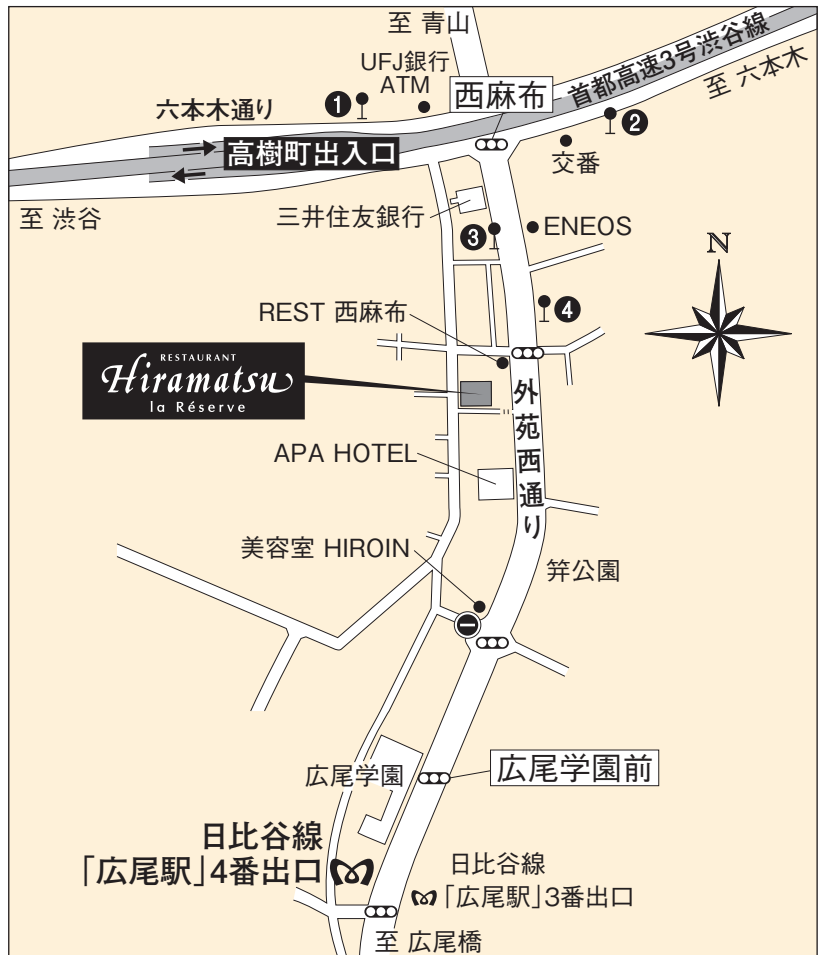 至 青山
UFJ銀行
ATM
首都高速3号渋谷線
西麻布
至 六本木
六本木通り
❶
❷
高樹町出入口
交番
至 渋谷
三井住友銀行
❸
ENEOS
N
REST 西麻布
❹
RESTAURANT
Hiramatsu
la Réserve
外苑西通り
APA HOTEL
美容室 HIROIN
笄公園
広尾学園
広尾学園前
日比谷線
「広尾駅」4番出口
日比谷線
「広尾駅」3番出口
至 広尾橋